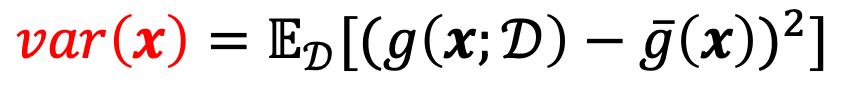 var(𝒙) = 𝔼_𝒟[(g(𝒙; 𝒟) − ḡ(𝒙))²]